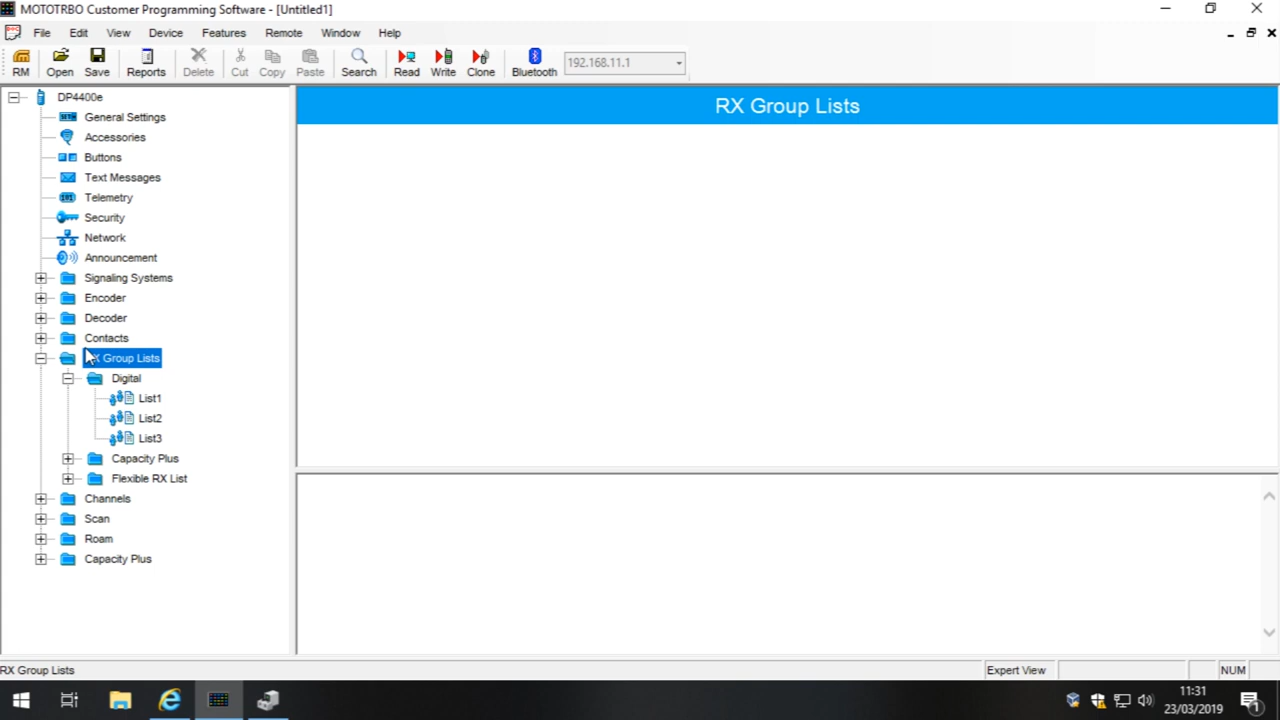 MOTOTRBO Customer Programming Software - [Untitled1]
File Edit View Device Features Remote Window Help
RM Open Save Reports Delete Cut Copy Paste Search Read Write Clone Bluetooth 192.168.11.1
DP4400e
General Settings
Accessories
Buttons
Text Messages
Telemetry
Security
Network
Announcement
Signaling Systems
Encoder
Decoder
Contacts
RX Group Lists
Digital
List1
List2
List3
Capacity Plus
Flexible RX List
Channels
Scan
Roam
Capacity Plus
RX Group Lists
RX Group Lists
Expert View
NUM
11:31
23/03/2019
1